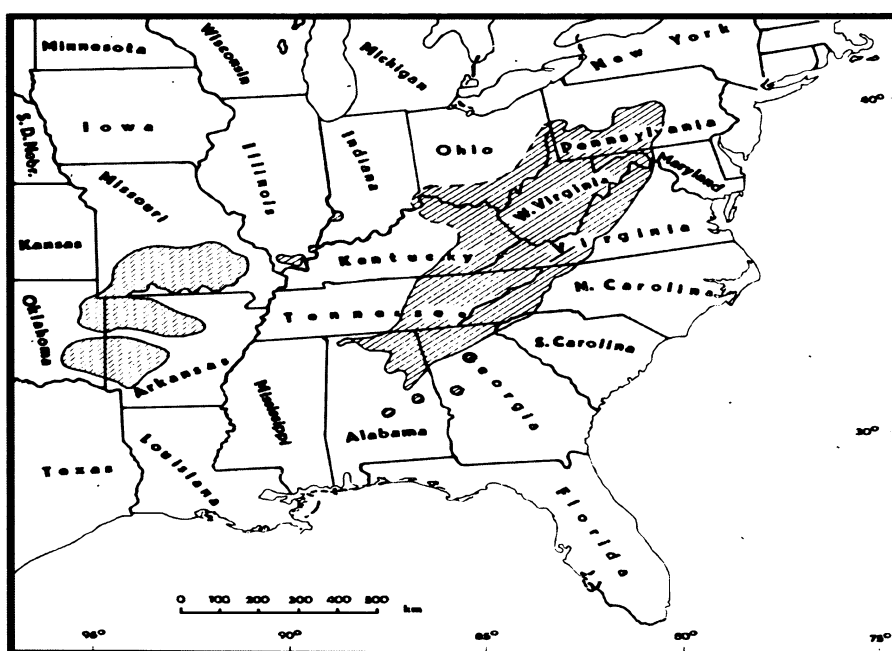 Minnesota
Wisconsin
Michigan
New York
40°
S.D.
Nebr.
Iowa
Illinois
Indiana
Ohio
Pennsylvania
Maryland
Missouri
W. Virginia
Kansas
Kentucky
Virginia
Oklahoma
Tennessee
N. Carolina
Arkansas
S. Carolina
Mississippi
Alabama
Georgia
30°
Texas
Louisiana
Florida
0 100 200 300 400 500 km
95° 90° 85° 80° 75°